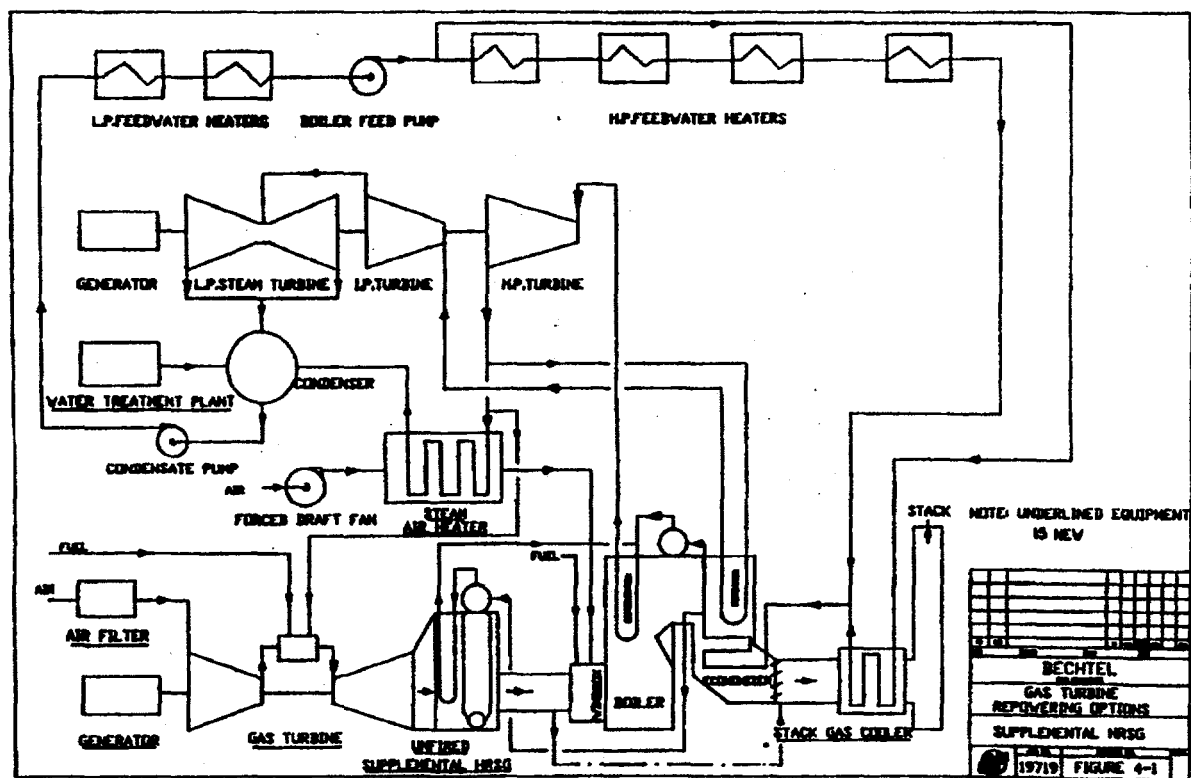 L.P.FEEDWATER HEATERS
BOILER FEED PUMP
H.P.FEEDWATER HEATERS
GENERATOR
L.P.STEAM TURBINE
I.P.TURBINE
H.P.TURBINE
CONDENSER
WATER TREATMENT PLANT
CONDENSATE PUMP
AIR
FORCED DRAFT FAN
STEAM
AIR HEATER
STACK
NOTE: UNDERLINED EQUIPMENT
IS NEW
FUEL
FUEL
AIR
AIR FILTER
BOILER
ECONOMIZER
GENERATOR
GAS TURBINE
UNFIRED
SUPPLEMENTAL HRSG
STACK GAS COOLER
BECHTEL
GAS TURBINE
REPOWERING OPTIONS
SUPPLEMENTAL HRSG
19719
FIGURE 4-1